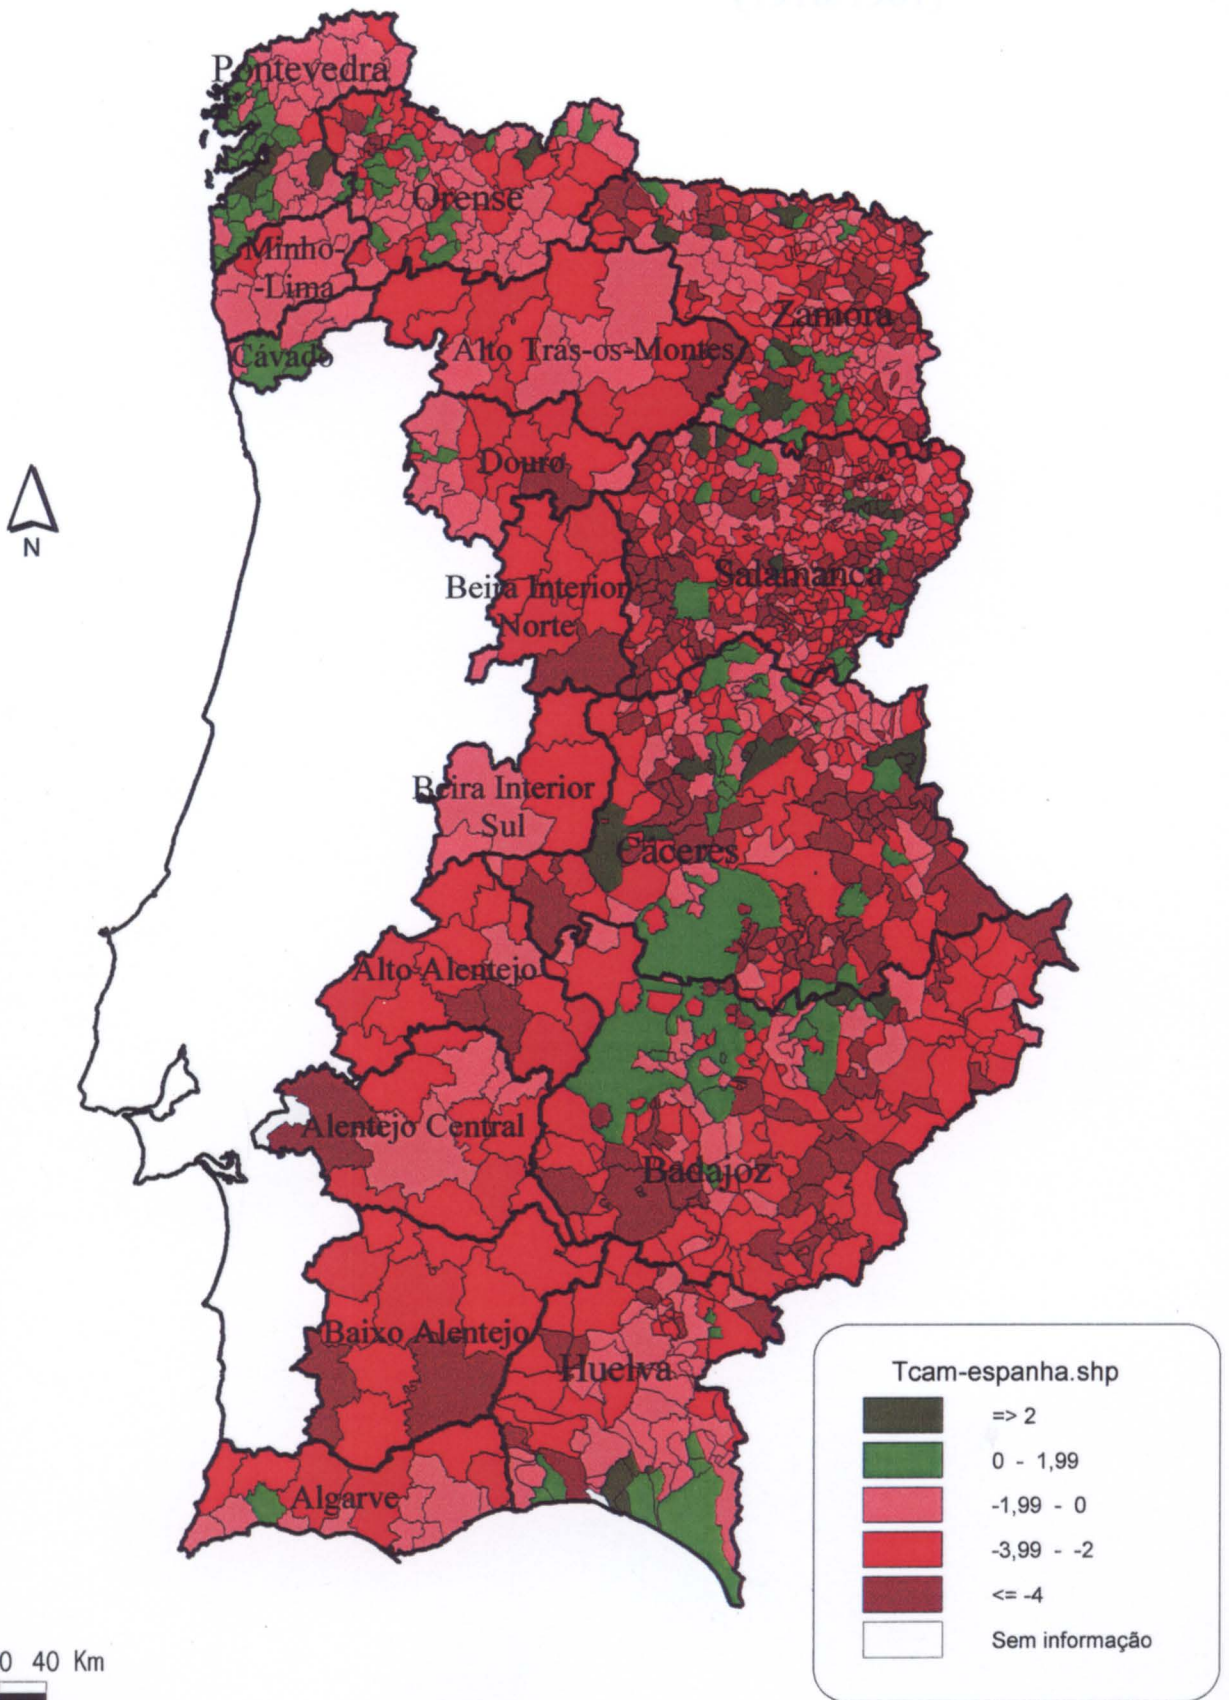 Pontevedra
Orense
Minho-
-Lima
Zamora
Cávado
Alto Trás-os-Montes
Douro
N
Salamanca
Beira Interior
Norte
Beira Interior
Sul
Cáceres
Alto Alentejo
Alentejo Central
Badajoz
Baixo Alentejo
Huelva
Algarve
Tcam-espanha.shp
=> 2
0 - 1,99
-1,99 - 0
-3,99 - -2
<= -4
Sem informação
0 40 Km